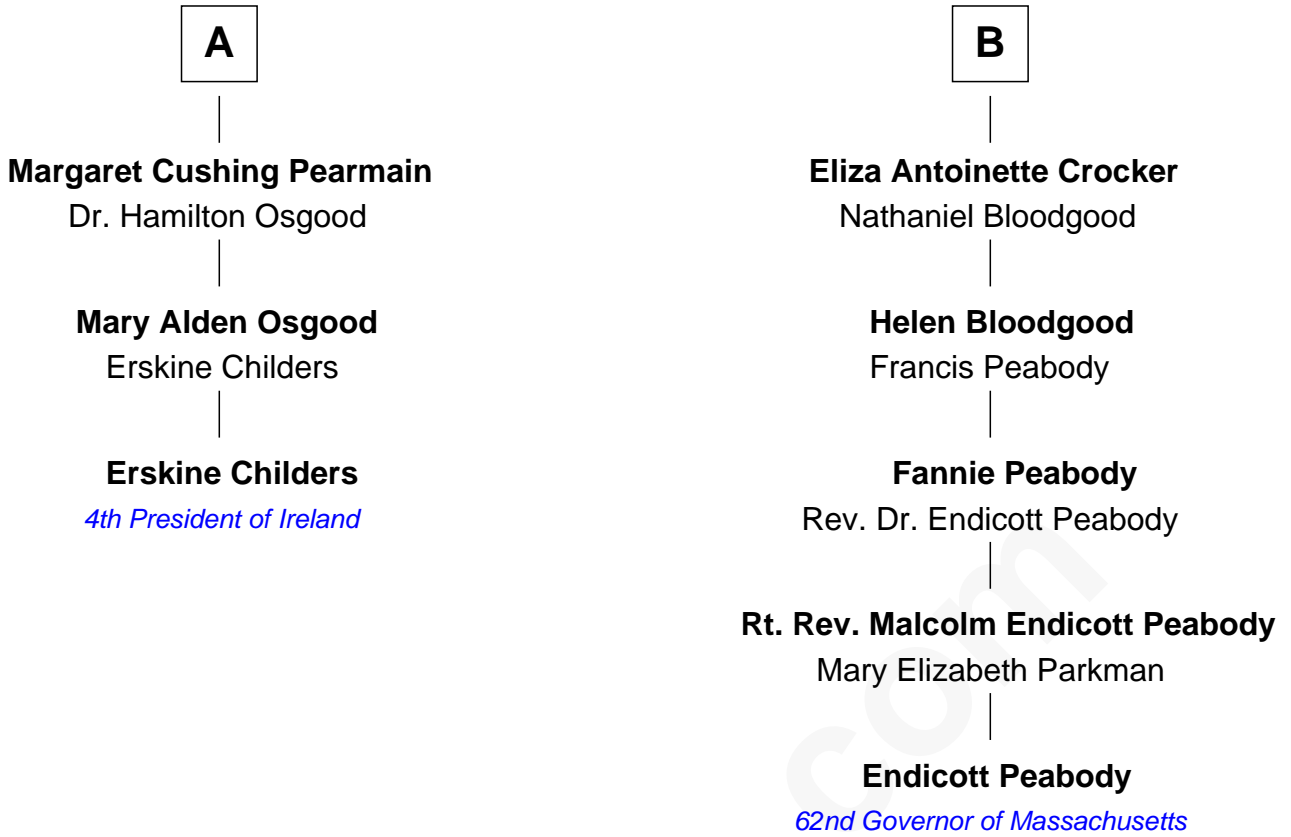 A
Margaret Cushing Pearmain
Dr. Hamilton Osgood
Mary Alden Osgood
Erskine Childers
Erskine Childers
4th President of Ireland
B
Eliza Antoinette Crocker
Nathaniel Bloodgood
Helen Bloodgood
Francis Peabody
Fannie Peabody
Rev. Dr. Endicott Peabody
Rt. Rev. Malcolm Endicott Peabody
Mary Elizabeth Parkman
Endicott Peabody
62nd Governor of Massachusetts
com